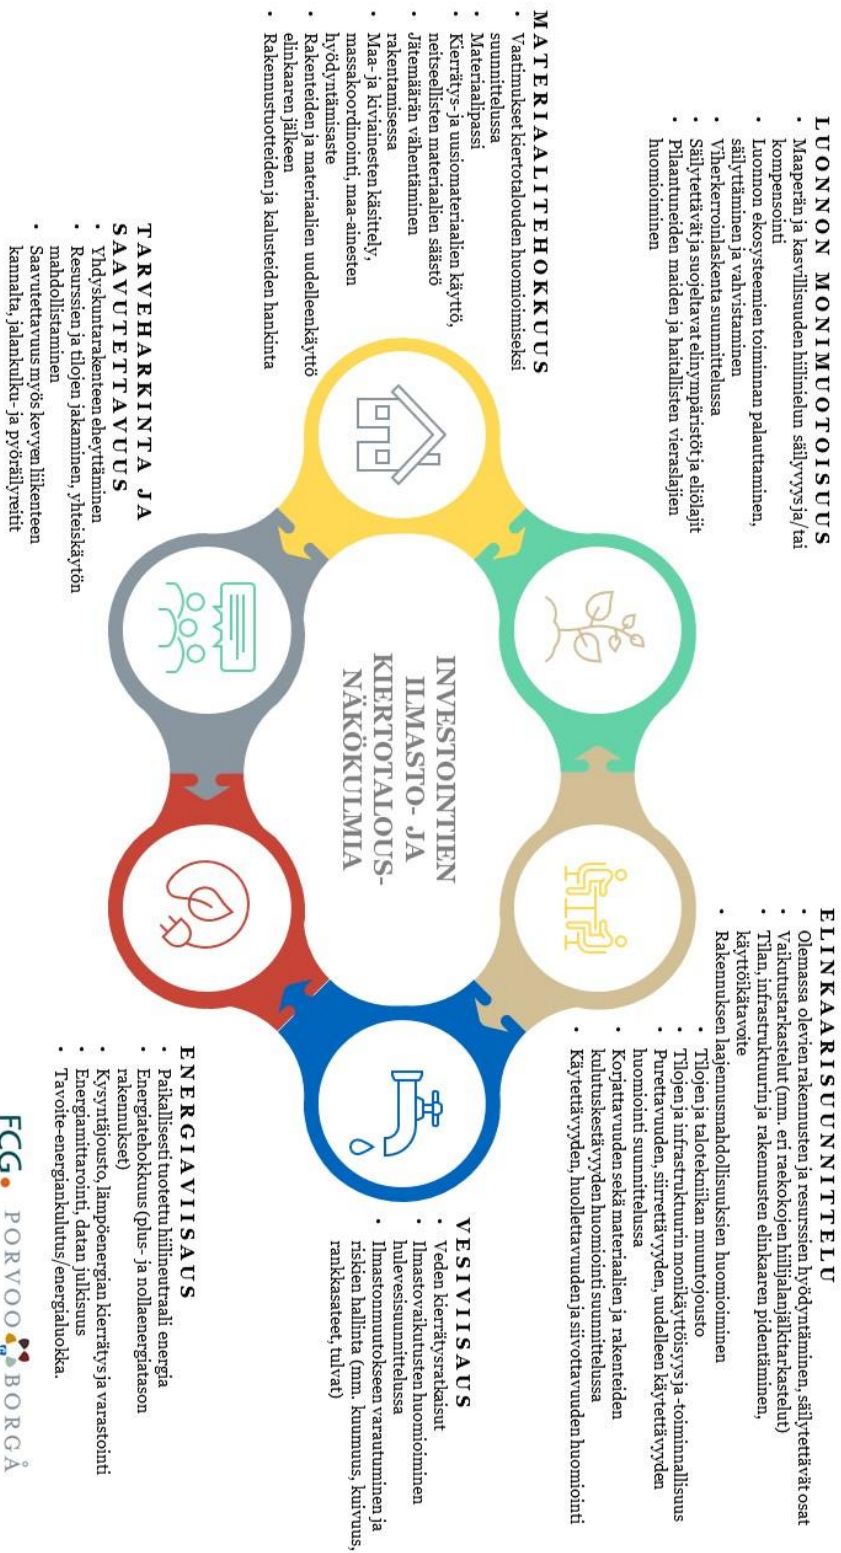 LUONNON MONIMUOTOISUUS
• Maaperän ja kasvillisuuden hiilinielun säilyvyys ja/tai
kompensointi
• Luonnon ekosysteemien toiminnan palauttaminen,
säilyttäminen ja vahvistaminen
• Viherkerroinlaskenta suunnittelussa
• Säilytettävät ja suojeltavat elinympäristöt ja eliölajit
• Pilaantuneiden maiden ja haitallisten vieraslajien
huomioiminen
ELINKAARISUUNNITTELU
• Olemassa olevien rakennusten ja resurssien hyödyntäminen, säilytettävät osat
• Vaikutustarkastelut (mm. eri raekokojen hiilijalanjälkitarkastelut)
• Tilan, infrastruktuurin ja rakennusten elinkaaren pidentäminen,
käyttöikätavoite
• Rakennuksen laajennusmahdollisuuksien huomioiminen
• Tilojen ja talotekniikan muuntojousto
• Tilojen ja infrastruktuurin monikäyttöisyys ja -toiminnallisuus
• Purettavuuden, siirrettävyyden, uudelleen käytettävyyden
huomiointi suunnittelussa
• Korjattavuuden sekä materiaalien ja rakenteiden
kulutuskestävyyden huomiointi suunnittelussa
• Käytettävyyden, huollettavuuden ja siivottavuuden huomiointi
MATERIAALITEHOKKUUS
• Vaatimukset kiertotalouden huomioimiseksi
suunnittelussa
• Materiaalipassi
• Kierrätys- ja uusiomateriaalien käyttö,
neitseellisten materiaalien säästö
• Jätemäärän vähentäminen
rakentamisessa
• Maa- ja kiviainesten käsittely,
massakoordinointi, maa-ainesten
hyödyntämisaste
• Rakenteiden ja materiaalien uudelleenkäyttö
elinkaaren jälkeen
• Rakennustuotteiden ja kalusteiden hankinta
INVESTOINTIEN
ILMASTO- JA
KIERTOTALOUS-
NÄKÖKULMIA
VESIVIISAUS
• Veden kierrätysratkaisut
• Ilmastovaikutusten huomioiminen
hulevesisuunnittelussa
• Ilmastonmuutokseen varautuminen ja
riskien hallinta (mm. kuumuus, kuivuus,
rankkasateet, tulvat)
TARVEHARKINTA JA
SAAVUTETTAVUUS
• Yhdyskuntarakenteen eheyttäminen
• Resurssien ja tilojen jakaminen, yhteiskäytön
mahdollistaminen
• Saavutettavuus myös kevyen liikenteen
kannalta, jalankulku- ja pyöräilyreitit
ENERGIAVIISAUS
• Paikallisesti tuotettu hiilineutraali energia
• Energiatehokkuus (plus- ja nollaenergiatason
rakennukset)
• Kysyntäjousto, lämpöenergian kierrätys ja varastointi
• Energiamittarointi, datan julkisuus
• Tavoite-energiankulutus/energialuokka.
FCG. PORVOO BORGÅ